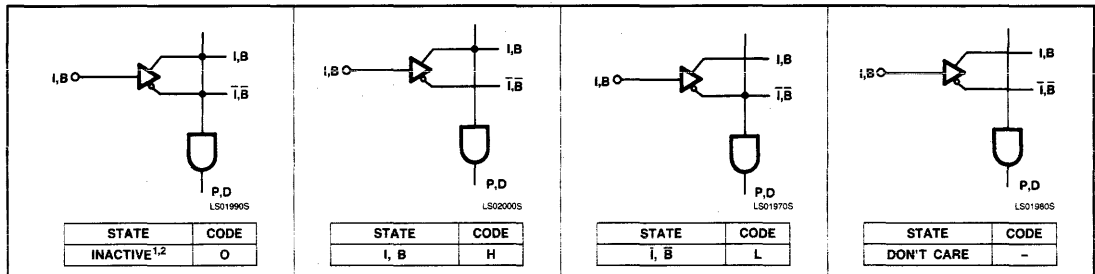 I,B
I,B
I̅,B̅
P,D
LS01990S
STATE CODE
INACTIVE1,2 O
I,B
I,B
I̅,B̅
P,D
LS02000S
STATE CODE
I, B H
I,B
I,B
I̅,B̅
P,D
LS01970S
STATE CODE
I̅, B̅ L
I,B
I,B
I̅,B̅
P,D
LS01980S
STATE CODE
DON'T CARE –